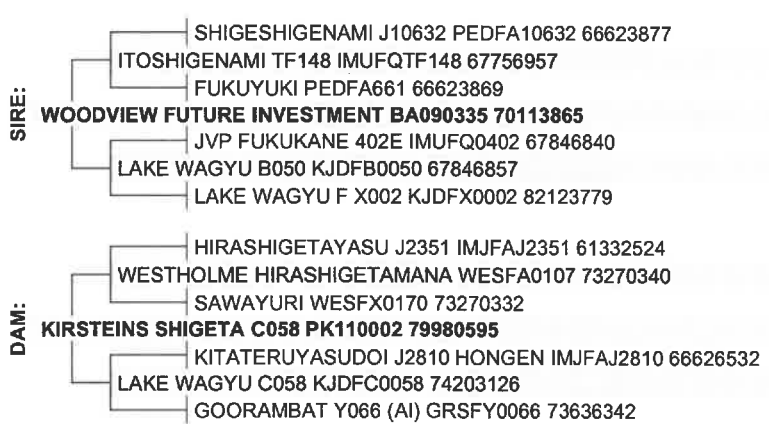 SHIGESHIGENAMI J10632 PEDFA10632 66623877
ITOSHIGENAMI TF148 IMUFQTF148 67756957
FUKUYUKI PEDFA661 66623869
SIRE:
WOODVIEW FUTURE INVESTMENT BA090335 70113865
JVP FUKUKANE 402E IMUFQ0402 67846840
LAKE WAGYU B050 KJDFB0050 67846857
LAKE WAGYU F X002 KJDFX0002 82123779
HIRASHIGETAYASU J2351 IMJFAJ2351 61332524
WESTHOLME HIRASHIGETAMANA WESFA0107 73270340
SAWAYURI WESFX0170 73270332
DAM:
KIRSTEINS SHIGETA C058 PK110002 79980595
KITATERUYASUDOI J2810 HONGEN IMJFAJ2810 66626532
LAKE WAGYU C058 KJDFC0058 74203126
GOORAMBAT Y066 (AI) GRSFY0066 73636342